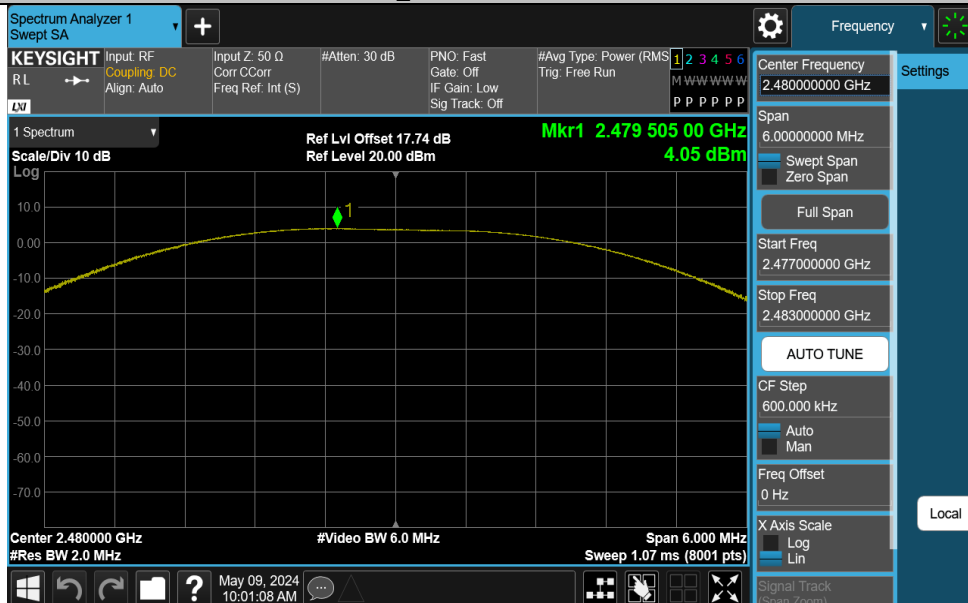 Spectrum Analyzer 1
Swept SA
+
Frequency
KEYSIGHT
RL
LXI
Input: RF
Coupling: DC
Align: Auto
Input Z: 50 Ω
Corr CCorr
Freq Ref: Int (S)
#Atten: 30 dB
PNO: Fast
Gate: Off
IF Gain: Low
Sig Track: Off
#Avg Type: Power (RMS
Trig: Free Run
1 2 3 4 5 6
M W W W W W
P P P P P P
1 Spectrum
Scale/Div 10 dB
Log
Ref Lvl Offset 17.74 dB
Ref Level 20.00 dBm
Mkr1 2.479 505 00 GHz
4.05 dBm
1
10.0
0.00
-10.0
-20.0
-30.0
-40.0
-50.0
-60.0
-70.0
Center 2.480000 GHz
#Res BW 2.0 MHz
#Video BW 6.0 MHz
Span 6.000 MHz
Sweep 1.07 ms (8001 pts)
?
May 09, 2024
10:01:08 AM
Center Frequency
2.480000000 GHz
Span
6.00000000 MHz
Swept Span
Zero Span
Full Span
Start Freq
2.477000000 GHz
Stop Freq
2.483000000 GHz
AUTO TUNE
CF Step
600.000 kHz
Auto
Man
Freq Offset
0 Hz
X Axis Scale
Log
Lin
Signal Track
(Span Zoom)
Settings
Local